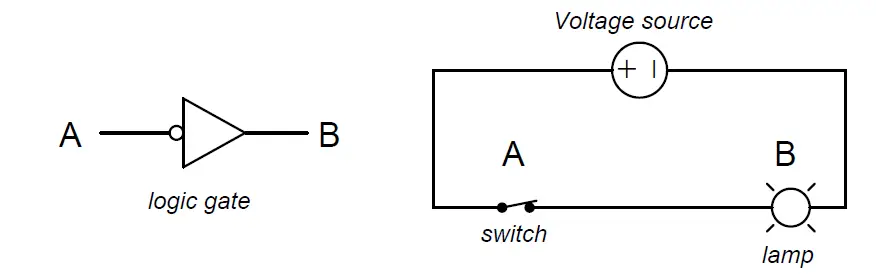 Voltage source
+ –
A
B
logic gate
A
B
switch
lamp